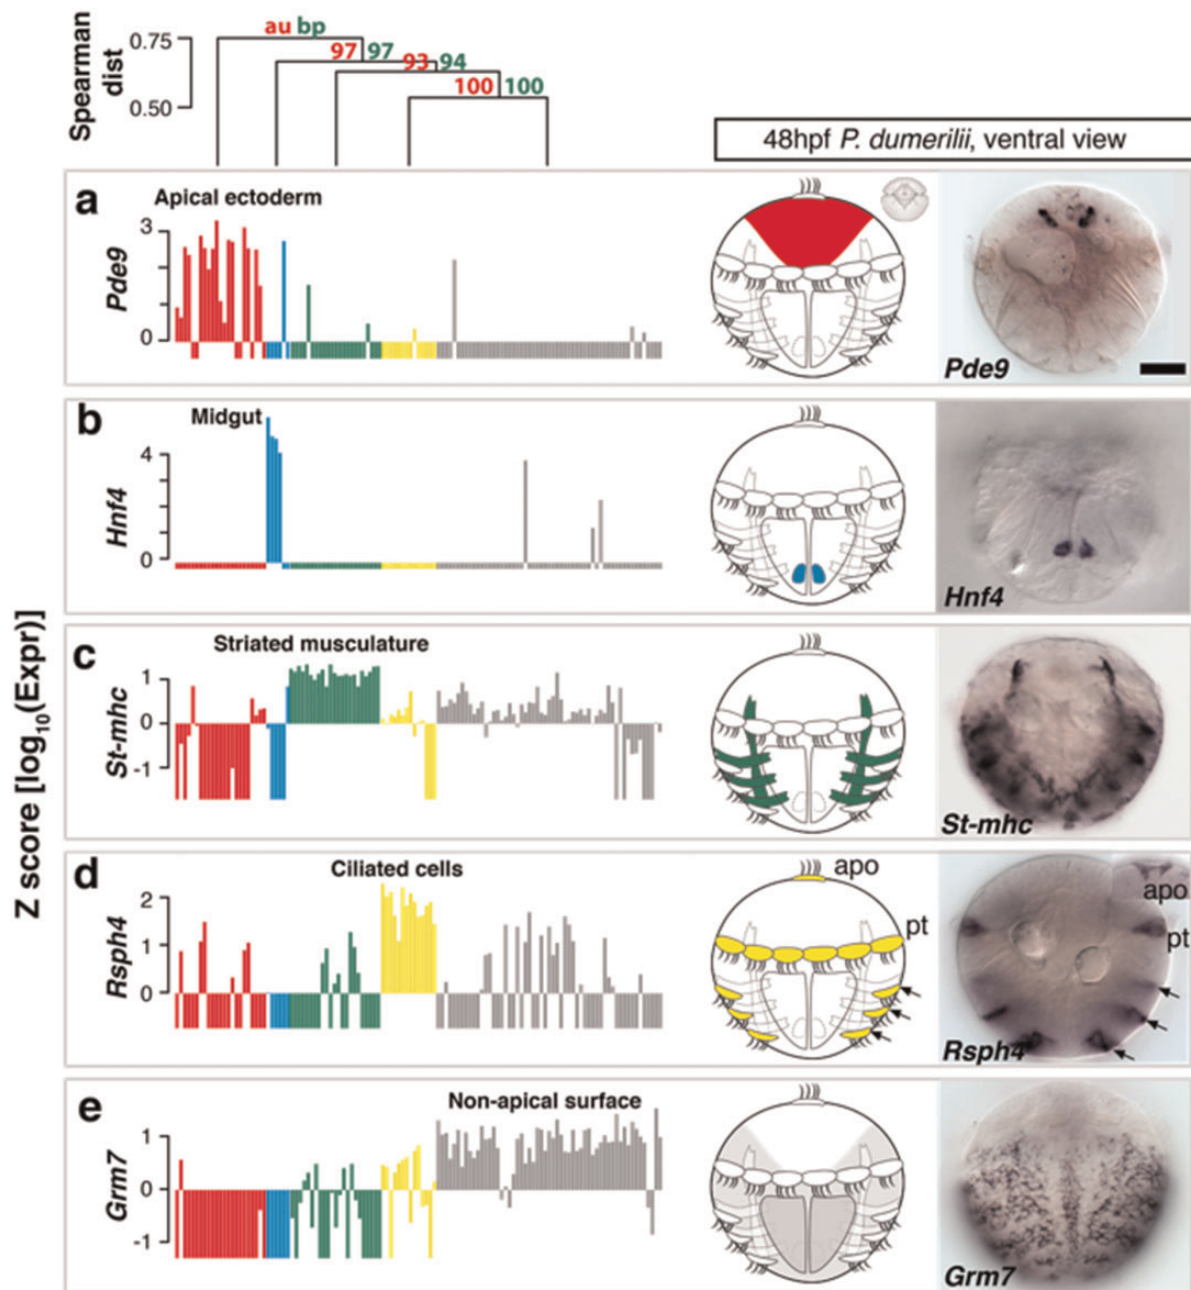 Spearman
dist
0.75
0.50
au bp
97 97
93 94
100 100
48hpf P. dumerilii, ventral view
Z score [log10(Expr)]
a
Apical ectoderm
Pde9
3
0
Pde9
b
Midgut
Hnf4
4
0
Hnf4
c
Striated musculature
St-mhc
1
0
-1
St-mhc
d
Ciliated cells
Rsph4
2
1
0
apo
pt
apo
pt
Rsph4
e
Non-apical surface
Grm7
1
0
-1
Grm7